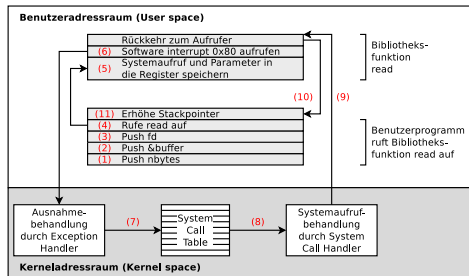 Benutzeradressraum (User space)
Rückkehr zum Aufrufer
(6) Software interrupt 0x80 aufrufen
(5) Systemaufruf und Parameter in
die Register speichern
Bibliotheks-
funktion
read
(10)
(9)
(11) Erhöhe Stackpointer
(4) Rufe read auf
(3) Push fd
(2) Push &buffer
(1) Push nbytes
Benutzerprogramm
ruft Bibliotheks-
funktion read auf
Ausnahme-
behandlung
durch Exception
Handler
(7)
System
Call
Table
(8)
Systemaufruf-
behandlung
durch System
Call Handler
Kerneladressraum (Kernel space)